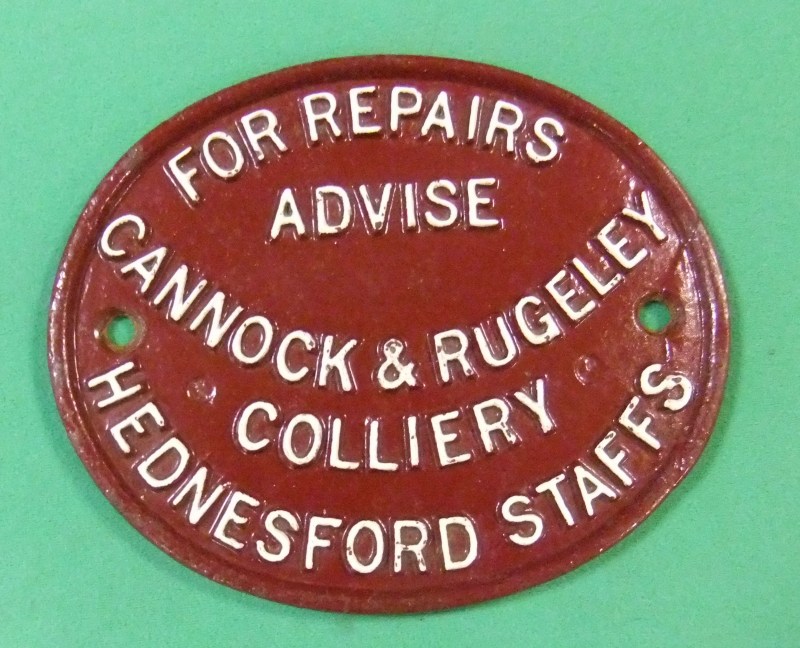 FOR REPAIRS
ADVISE
CANNOCK & RUGELEY
COLLIERY
HEDNESFORD STAFFS